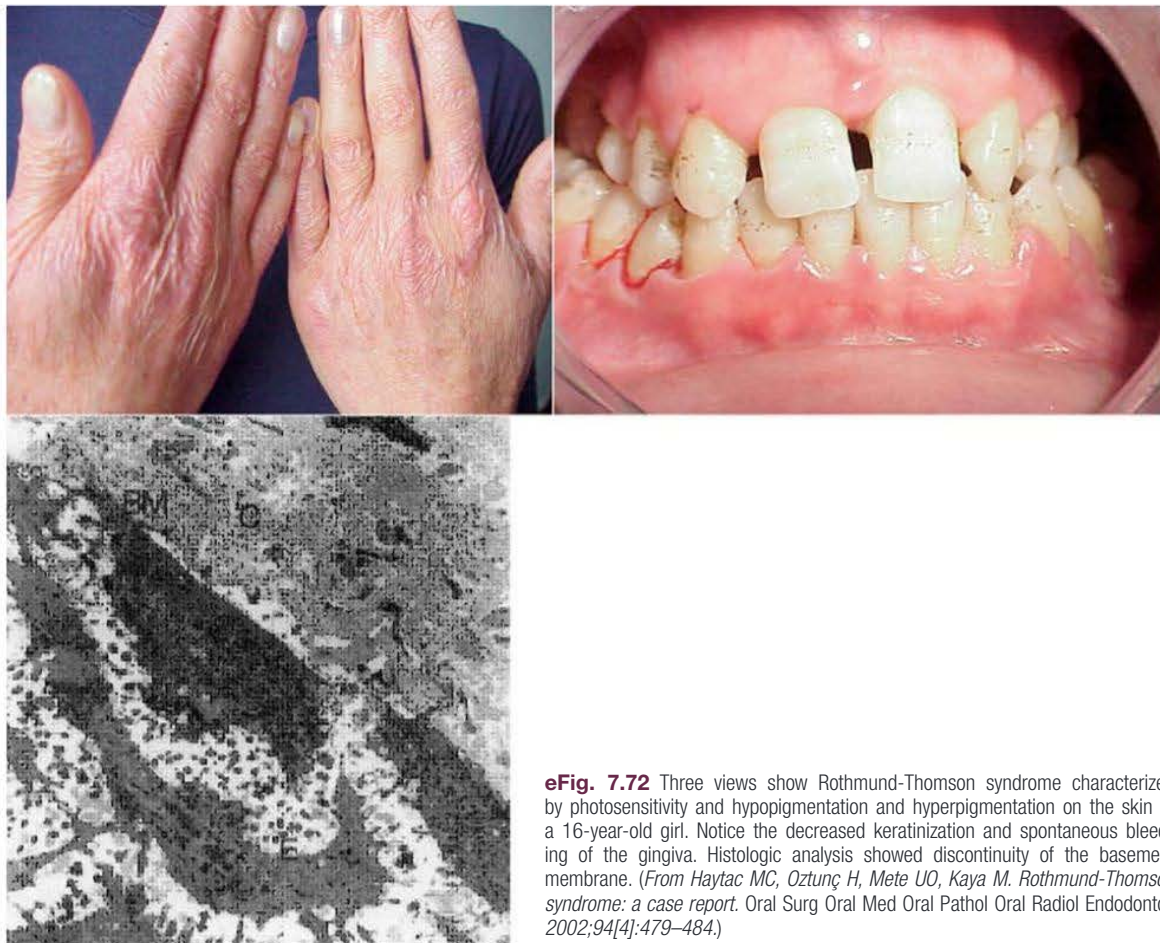 BM
C
E
eFig. 7.72 Three views show Rothmund-Thomson syndrome characterize
by photosensitivity and hypopigmentation and hyperpigmentation on the skin
a 16-year-old girl. Notice the decreased keratinization and spontaneous bleed
ing of the gingiva. Histologic analysis showed discontinuity of the baseme
membrane. (From Haytac MC, Oztunç H, Mete UO, Kaya M. Rothmund-Thomso
syndrome: a case report. Oral Surg Oral Med Oral Pathol Oral Radiol Endodont
2002;94[4]:479–484.)